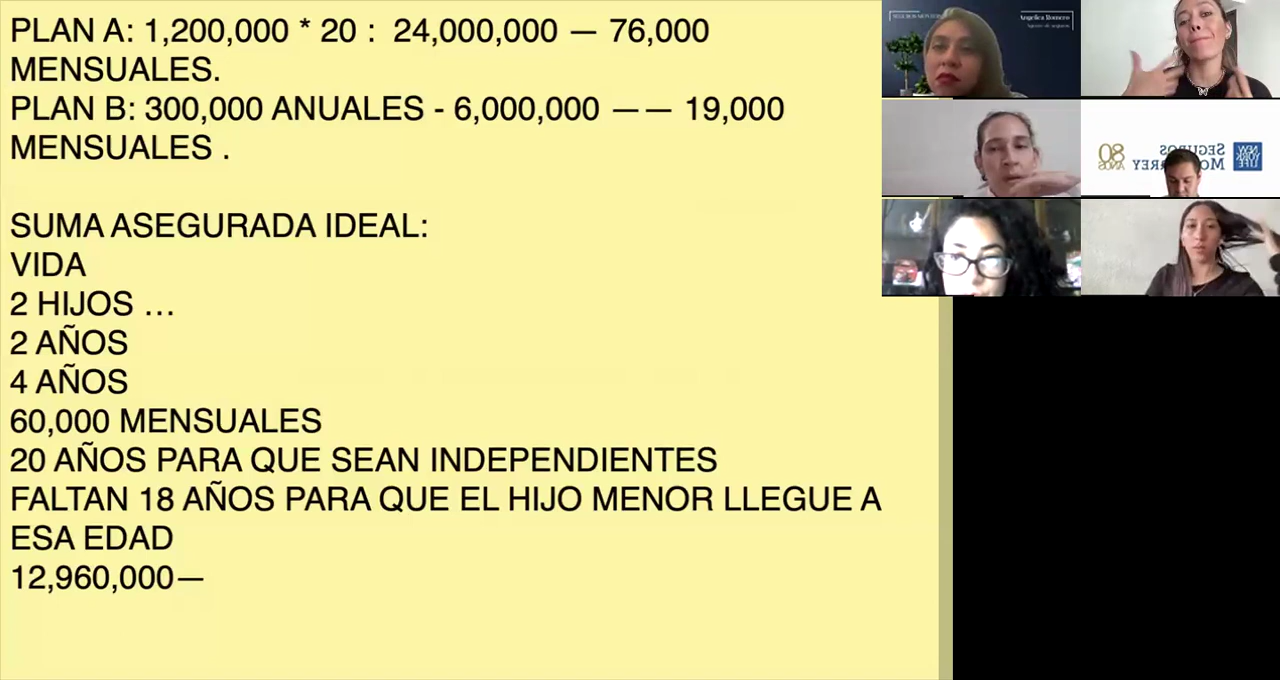 PLAN A: 1,200,000 * 20 :  24,000,000 — 76,000
MENSUALES.
PLAN B: 300,000 ANUALES - 6,000,000 —— 19,000
MENSUALES .
SUMA ASEGURADA IDEAL:
VIDA
2 HIJOS …
2 AÑOS
4 AÑOS
60,000 MENSUALES
20 AÑOS PARA QUE SEAN INDEPENDIENTES
FALTAN 18 AÑOS PARA QUE EL HIJO MENOR LLEGUE A
ESA EDAD
12,960,000—
Angelica Romero
NEW YORK LIFE
SEGUROS
80 AÑOS